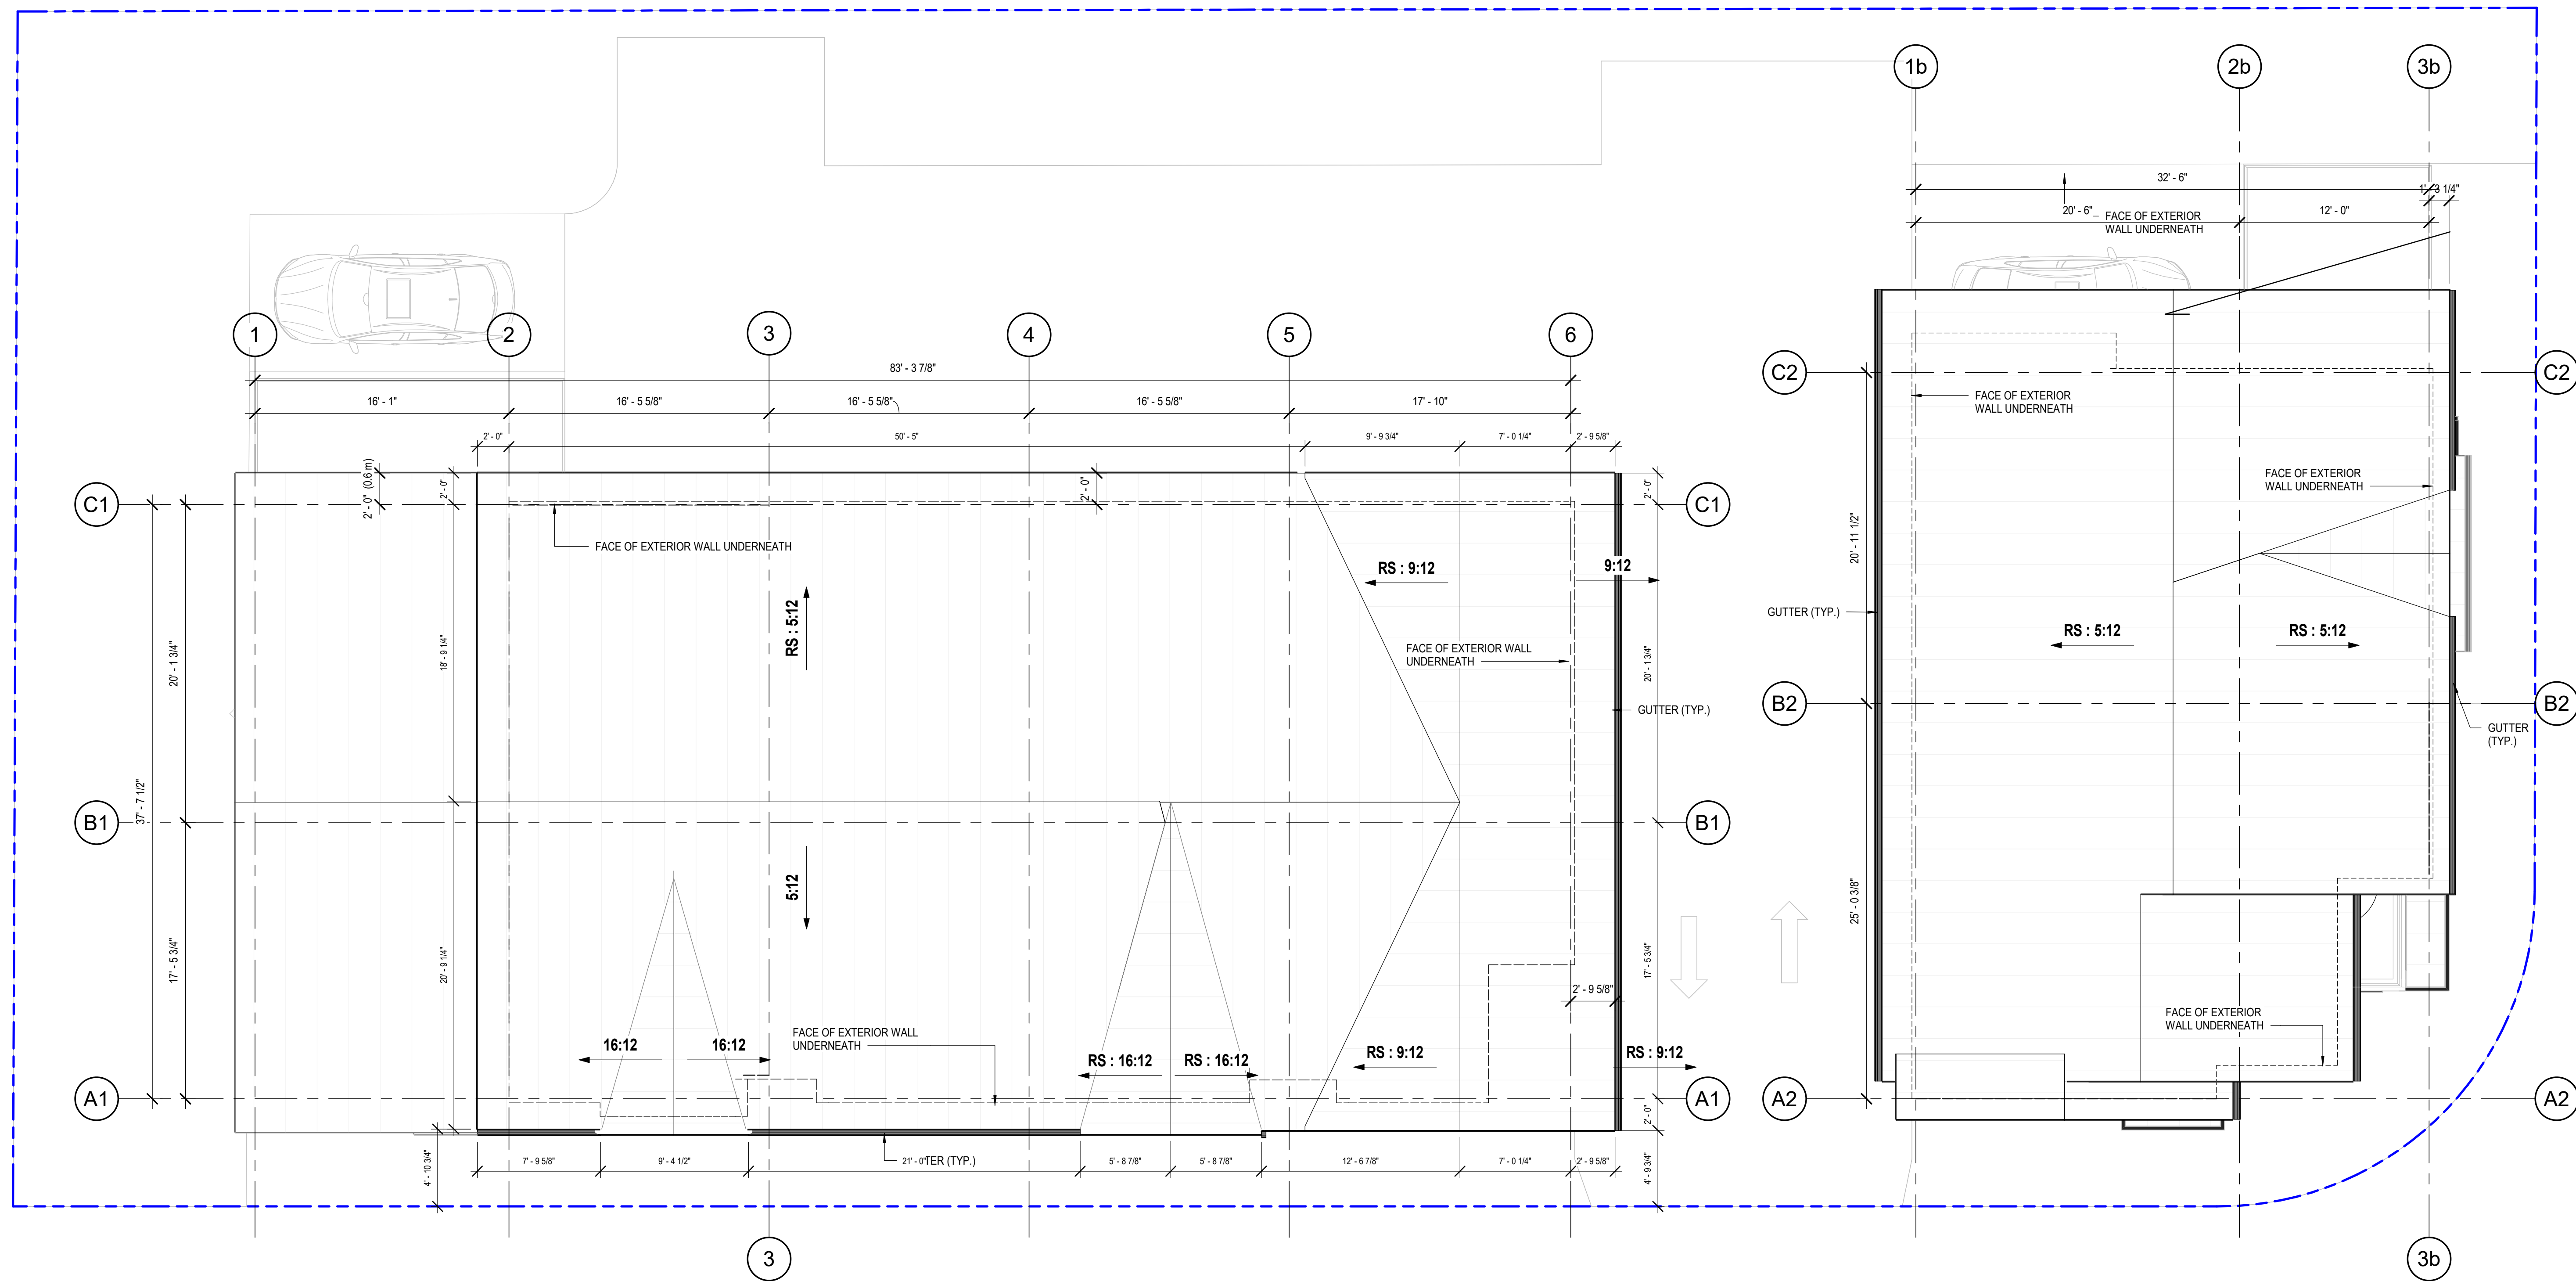 1b
2b
3b
32' - 6"
1' - 3 1/4"
20' - 6"
12' - 0"
FACE OF EXTERIOR
WALL UNDERNEATH
1
2
3
4
5
6
83' - 3 7/8"
16' - 1"
16' - 5 5/8"
16' - 5 5/8"
16' - 5 5/8"
17' - 10"
2' - 0"
50' - 5"
9' - 9 3/4"
7' - 0 1/4"
2' - 9 5/8"
C2
C2
FACE OF EXTERIOR
WALL UNDERNEATH
2' - 0" (0.6 m)
2' - 0"
2' - 0"
2' - 0"
C1
C1
FACE OF EXTERIOR WALL UNDERNEATH
FACE OF EXTERIOR
WALL UNDERNEATH
20' - 11 1/2"
RS : 9:12
9:12
RS : 5:12
GUTTER (TYP.)
RS : 5:12
RS : 5:12
FACE OF EXTERIOR WALL
UNDERNEATH
20' - 1 3/4"
18' - 9 1/4"
20' - 1 3/4"
GUTTER (TYP.)
B2
B2
GUTTER
(TYP.)
37' - 7 1/2"
B1
B1
5:12
25' - 0 3/8"
17' - 5 3/4"
20' - 9 1/4"
17' - 5 3/4"
2' - 9 5/8"
FACE OF EXTERIOR WALL
UNDERNEATH
FACE OF EXTERIOR
WALL UNDERNEATH
16:12
16:12
RS : 16:12
RS : 16:12
RS : 9:12
RS : 9:12
A1
A1
A2
A2
2' - 0"
4' - 10 3/4"
7' - 9 5/8"
9' - 4 1/2"
21' - 0"
TER (TYP.)
5' - 8 7/8"
5' - 8 7/8"
12' - 6 7/8"
7' - 0 1/4"
2' - 9 5/8"
4' - 9 3/4"
3
3b